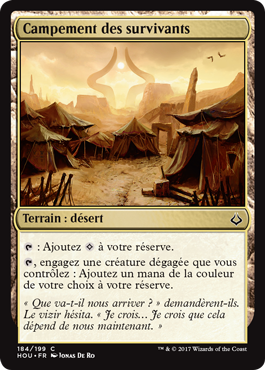 Campement des survivants
Terrain : désert
: Ajoutez à votre réserve.
, engagez une créature dégagée que vous
contrôlez : Ajoutez un mana de la couleur
de votre choix à votre réserve.
« Que va-t-il nous arriver ? » demandèrent-ils.
Le vizir hésita. « Je crois... Je crois que cela
dépend de nous maintenant. »
184/199 C
HOU • FR Jonas De Ro
™ & © 2017 Wizards of the Coast